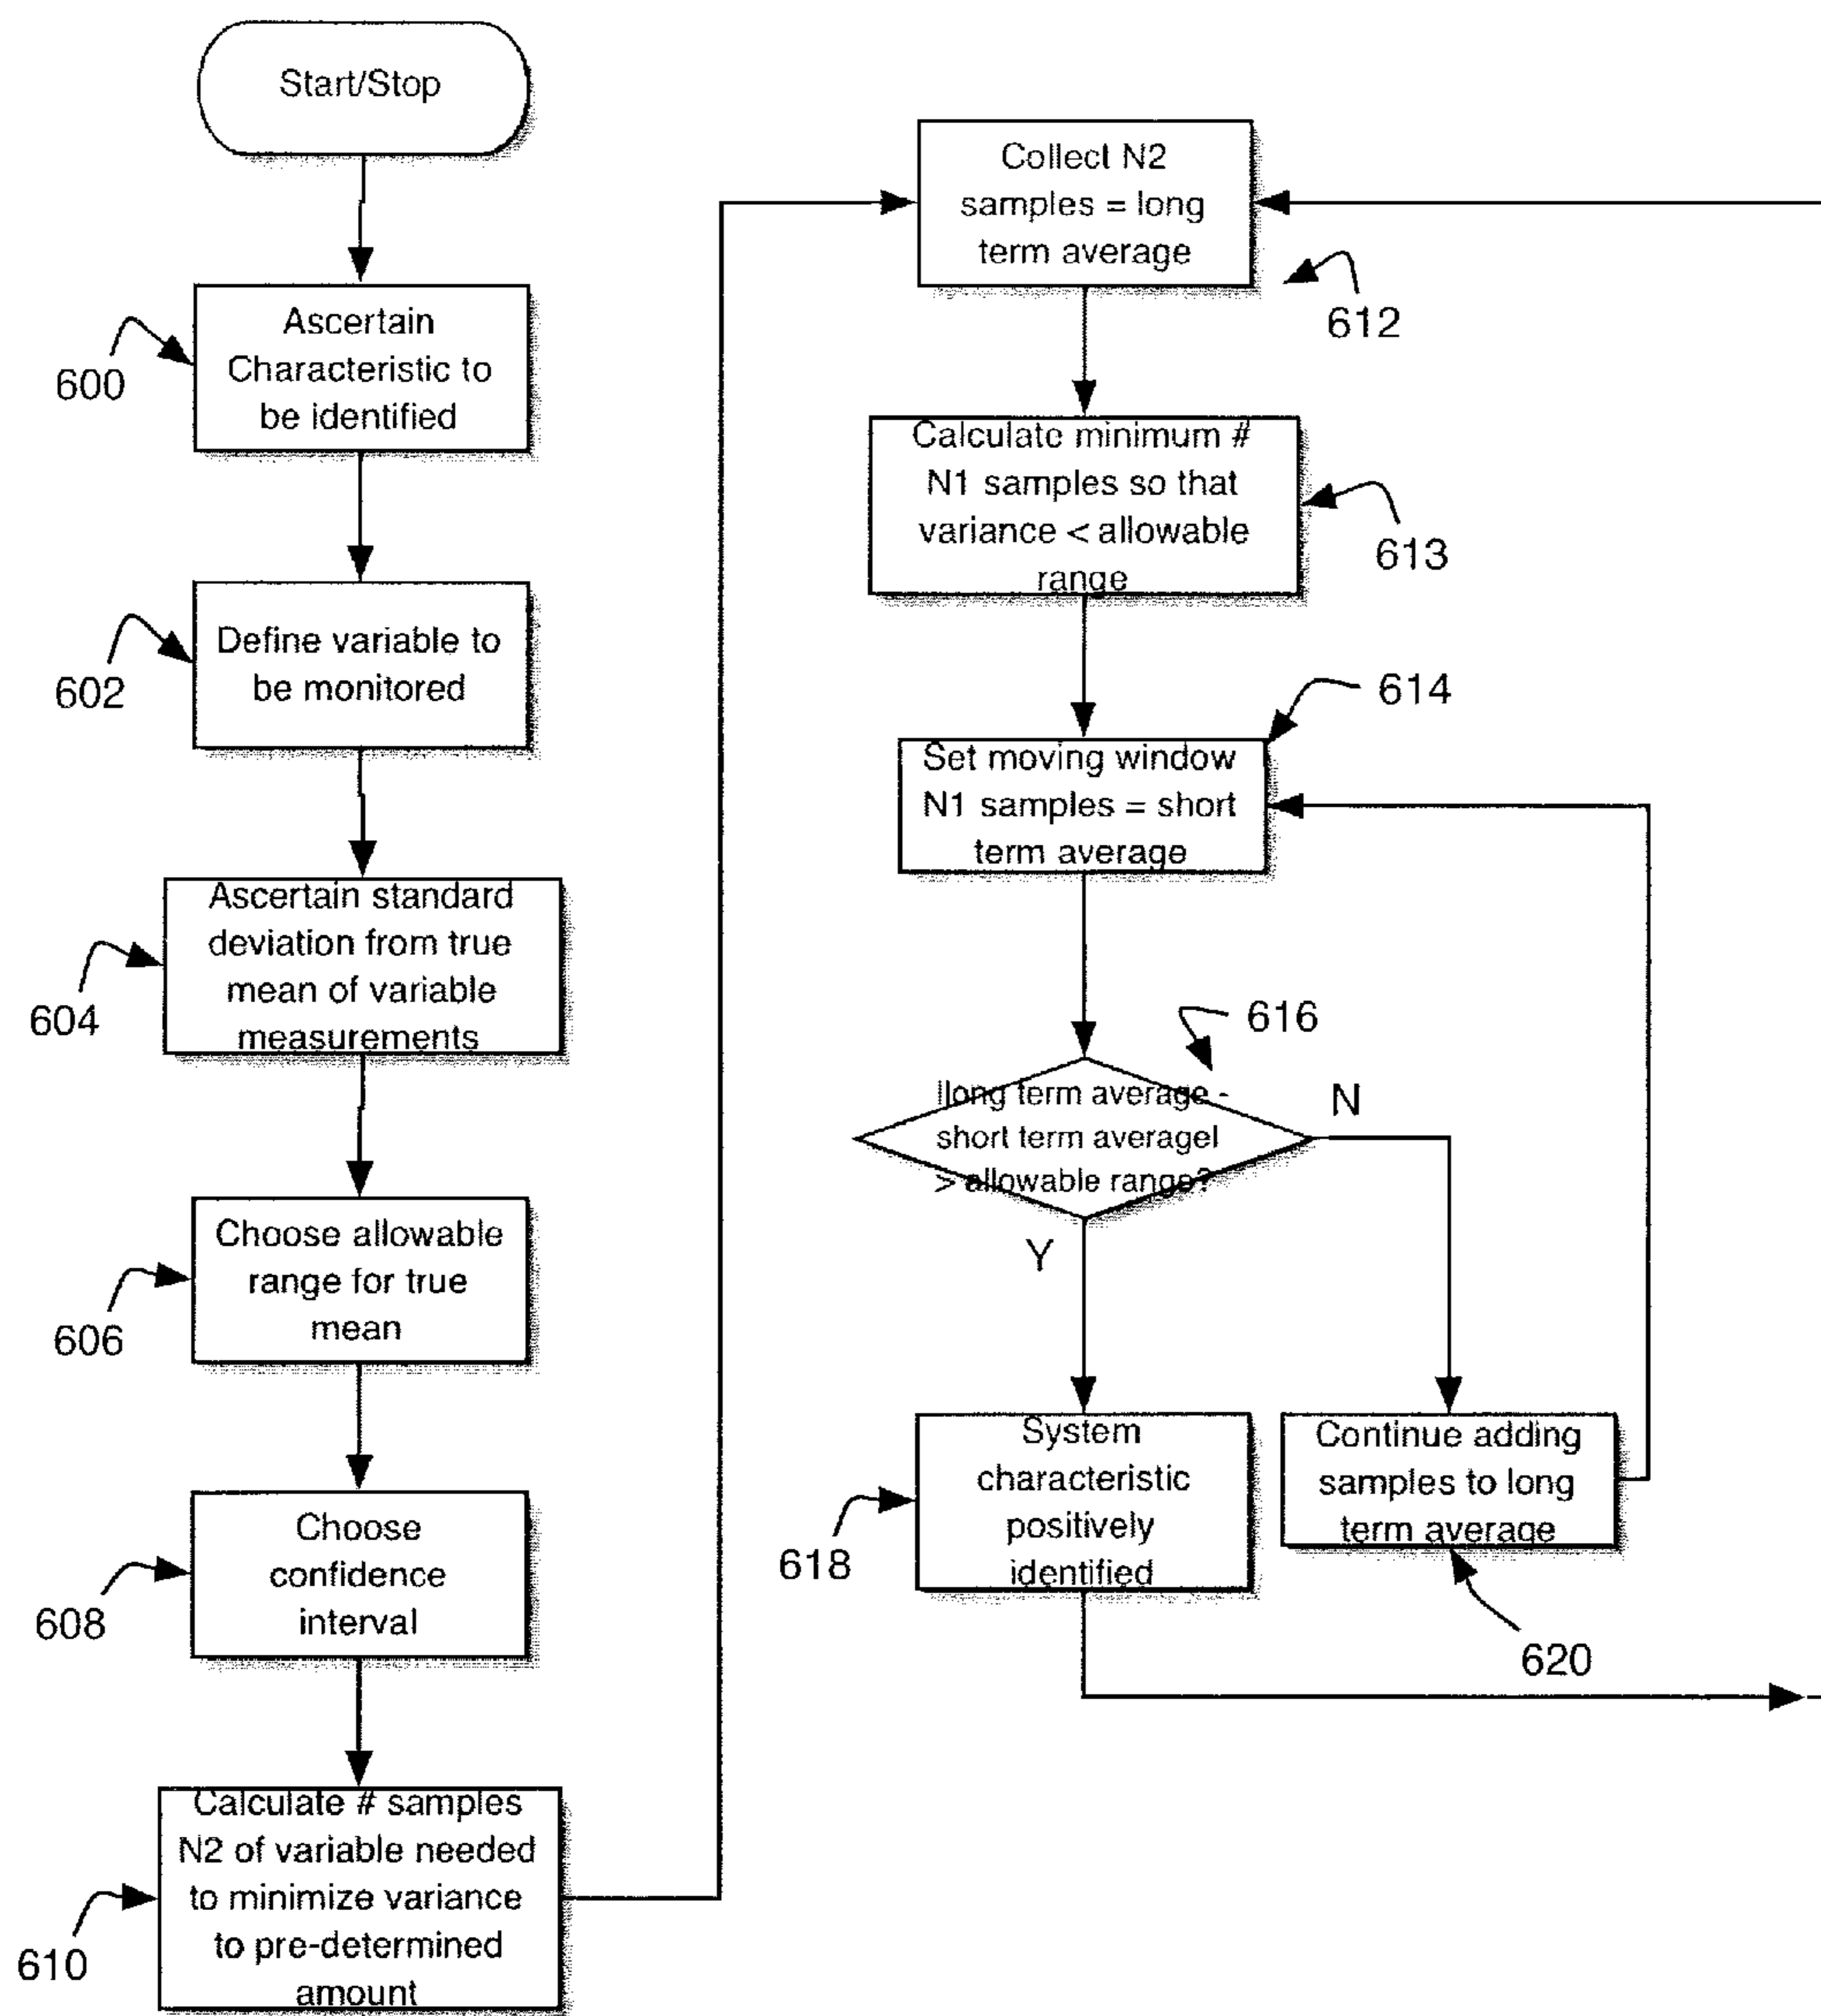 Start/Stop
600
Ascertain
Characteristic to
be identified
602
Define variable to
be monitored
604
Ascertain standard
deviation from true
mean of variable
measurements
606
Choose allowable
range for true
mean
608
Choose
confidence
interval
610
Calculate # samples
N2 of variable needed
to minimize variance
to pre-determined
amount
Collect N2
samples = long
term average
612
Calculate minimum #
N1 samples so that
variance < allowable
range
613
614
Set moving window
N1 samples = short
term average
616
|long term average -
short term average|
> allowable range?
N
Y
618
System
characteristic
positively
identified
Continue adding
samples to long
term average
620